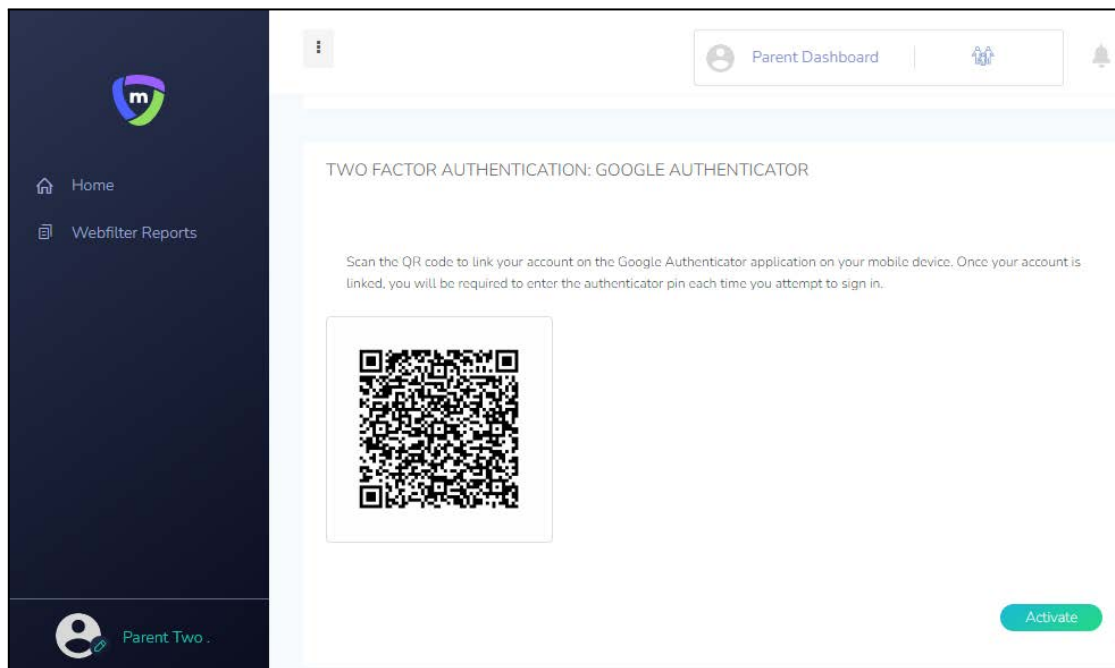 m
Parent Dashboard
Home
Webfilter Reports
TWO FACTOR AUTHENTICATION: GOOGLE AUTHENTICATOR
Scan the QR code to link your account on the Google Authenticator application on your mobile device. Once your account is
linked, you will be required to enter the authenticator pin each time you attempt to sign in.
Activate
Parent Two .